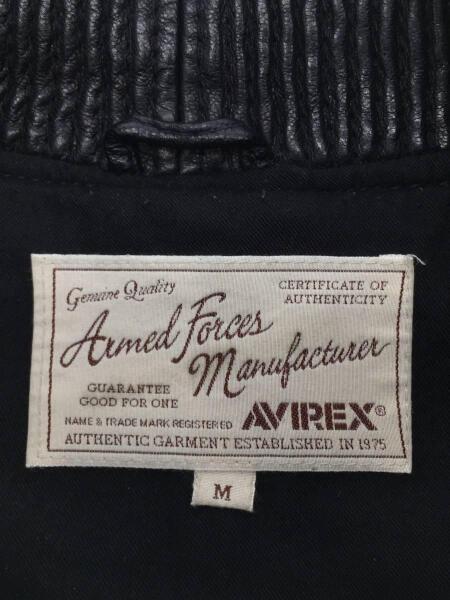 Genuine Quality
CERTIFICATE OF
AUTHENTICITY
Armed Forces
Manufacturer
GUARANTEE
GOOD FOR ONE
NAME & TRADE MARK REGISTERED
AVIREX®
AUTHENTIC GARMENT ESTABLISHED IN 1975
M